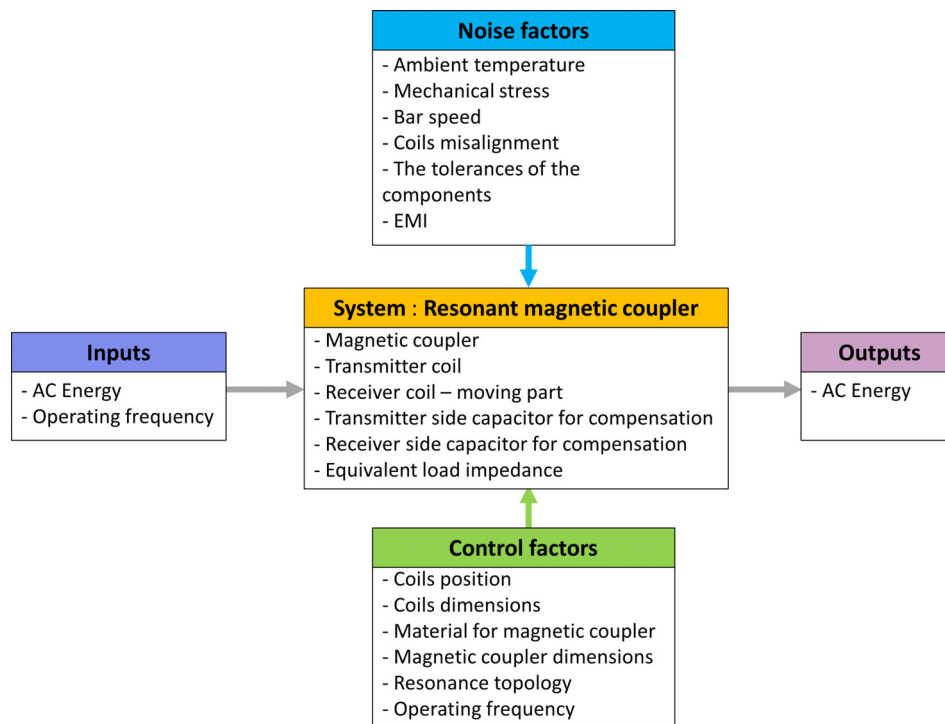 Noise factors
- Ambient temperature
- Mechanical stress
- Bar speed
- Coils misalignment
- The tolerances of the
components
- EMI
System : Resonant magnetic coupler
- Magnetic coupler
- Transmitter coil
- Receiver coil – moving part
- Transmitter side capacitor for compensation
- Receiver side capacitor for compensation
- Equivalent load impedance
Inputs
- AC Energy
- Operating frequency
Outputs
- AC Energy
Control factors
- Coils position
- Coils dimensions
- Material for magnetic coupler
- Magnetic coupler dimensions
- Resonance topology
- Operating frequency